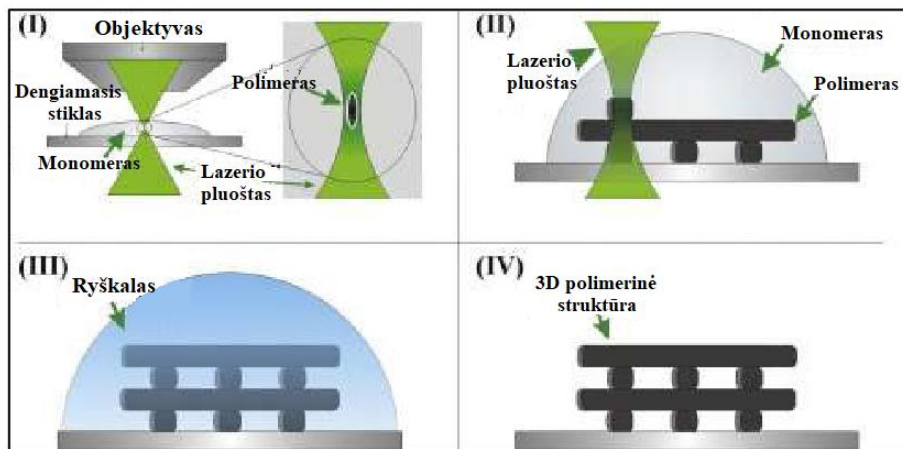 (I)
Objektyvas
Dengiamasis
stiklas
Monomeras
Polimeras
Lazerio
pluoštas
(II)
Lazerio
pluoštas
Monomeras
Polimeras
(III)
Ryškalas
(IV)
3D polimerinė
struktūra